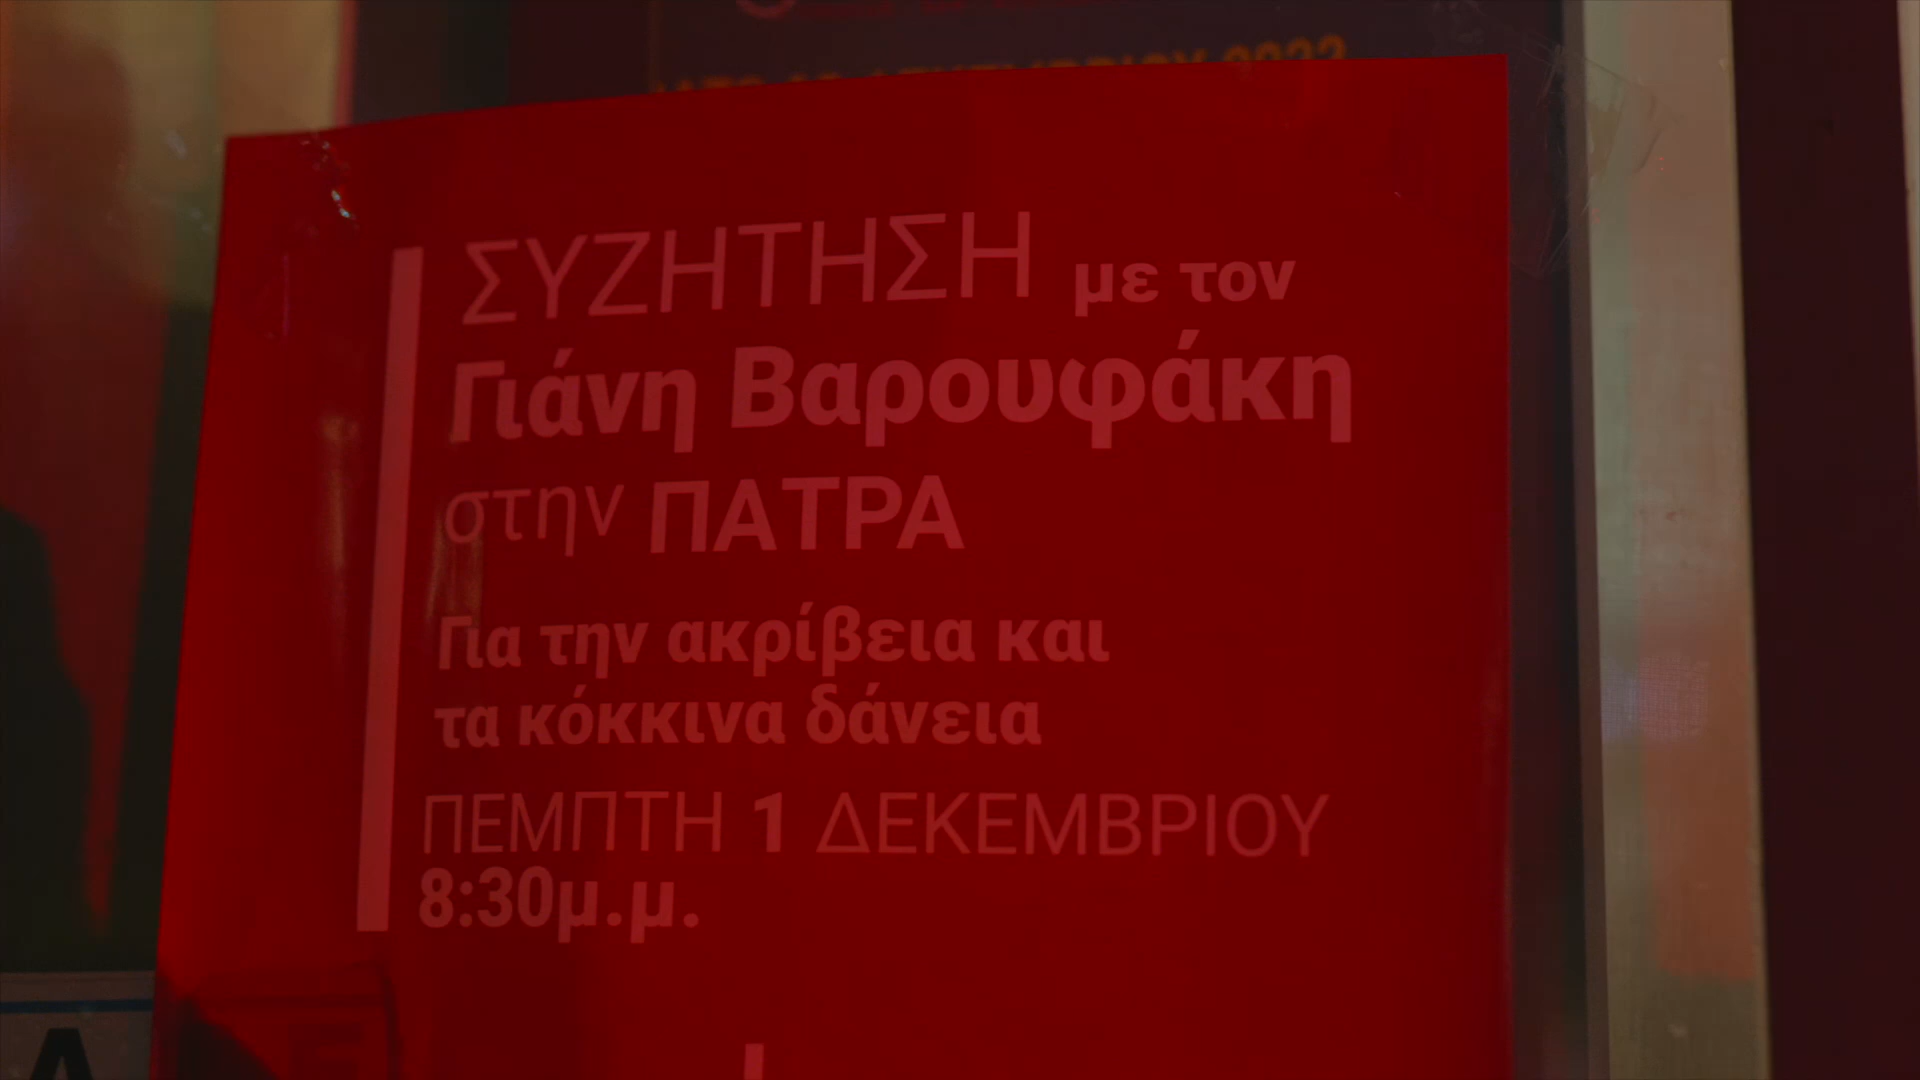 ΣΥΖΗΤΗΣΗ με τον
Γιάνη Βαρουφάκη
στην ΠΑΤΡΑ
Για την ακρίβεια και
τα κόκκινα δάνεια
ΠΕΜΠΤΗ 1 ΔΕΚΕΜΒΡΙΟΥ
8:30μ.μ.